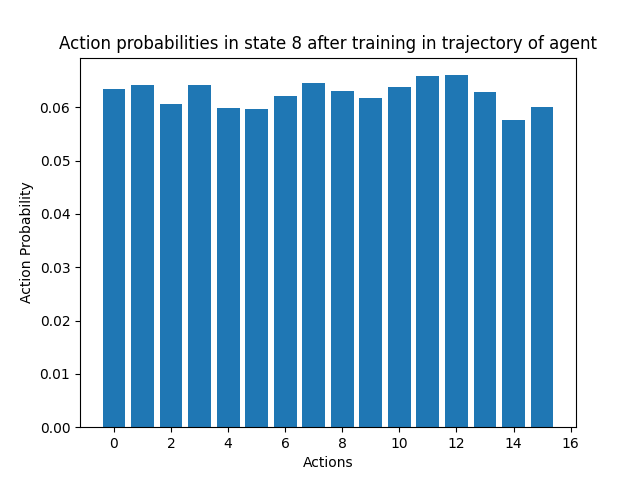 Action probabilities in state 8 after training in trajectory of agent
0.06
0.05
0.04
0.03
0.02
0.01
0.00
Action Probability
0 2 4 6 8 10 12 14 16
Actions